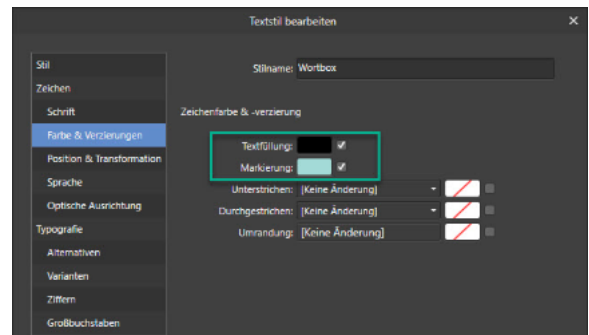 Textstil bearbeiten
Stil
Zeichen
Schrift
Farbe & Verzierungen
Position & Transformation
Sprache
Optische Ausrichtung
Typografie
Alternativen
Varianten
Ziffern
Großbuchstaben
Stilname: Wortbox
Zeichenfarbe & -verzierung
Textfüllung:
Markierung:
Unterstrichen: [Keine Änderung]
Durchgestrichen: [Keine Änderung]
Umrandung: [Keine Änderung]